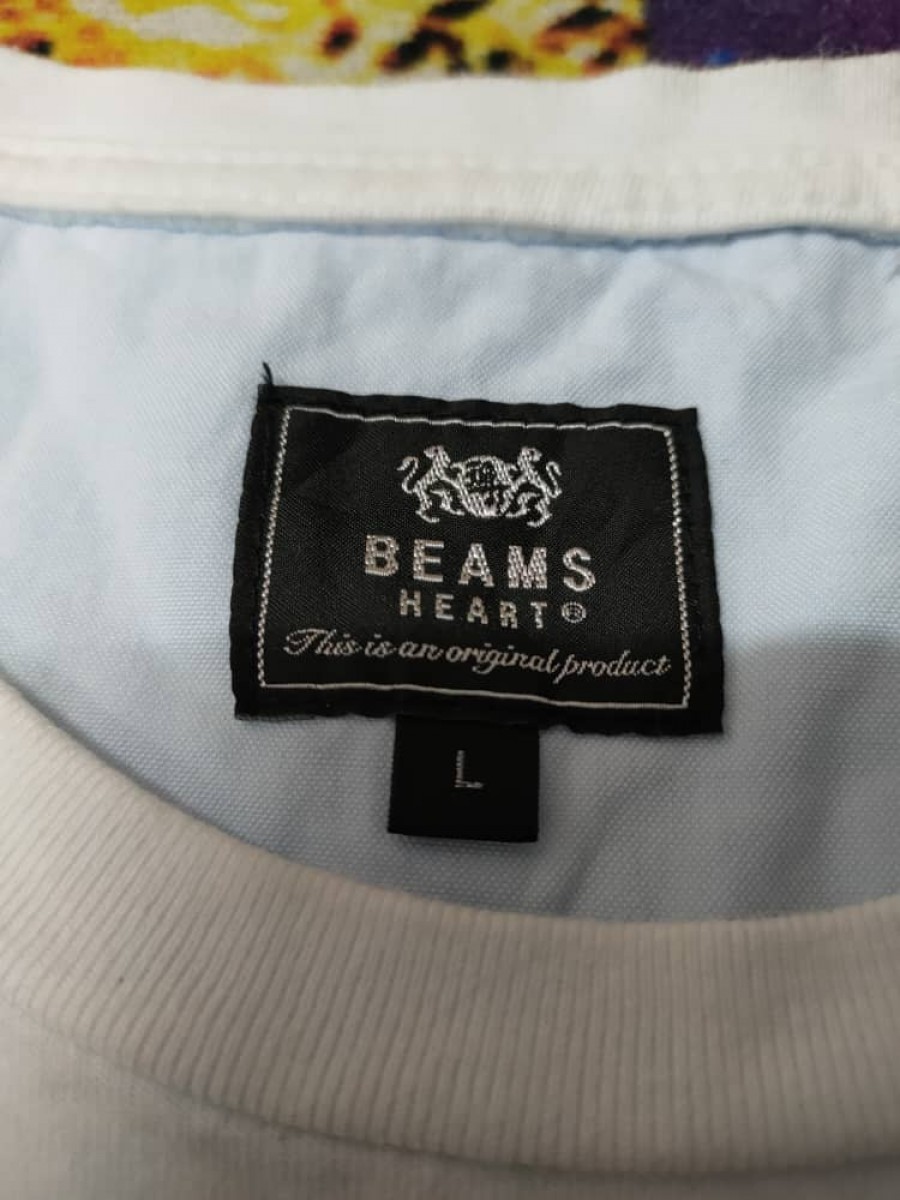 BEAMS
HEART®
This is an original product
L